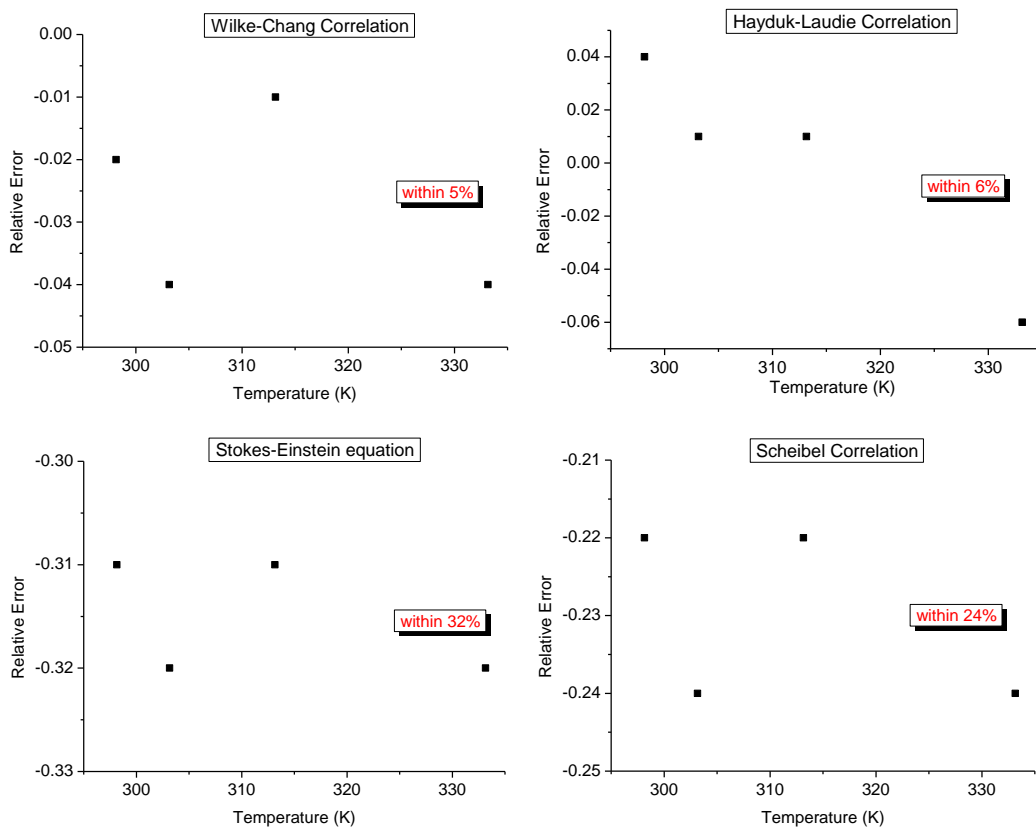 Wilke-Chang Correlation
0.00
-0.01
-0.02
-0.03
-0.04
-0.05
Relative Error
within 5%
300
310
320
330
Temperature (K)
Hayduk-Laudie Correlation
0.04
0.02
0.00
-0.02
-0.04
-0.06
Relative Error
within 6%
300
310
320
330
Temperature (K)
Stokes-Einstein equation
-0.30
-0.31
-0.32
-0.33
Relative Error
within 32%
300
310
320
330
Temperature (K)
Scheibel Correlation
-0.21
-0.22
-0.23
-0.24
-0.25
Relative Error
within 24%
300
310
320
330
Temperature (K)